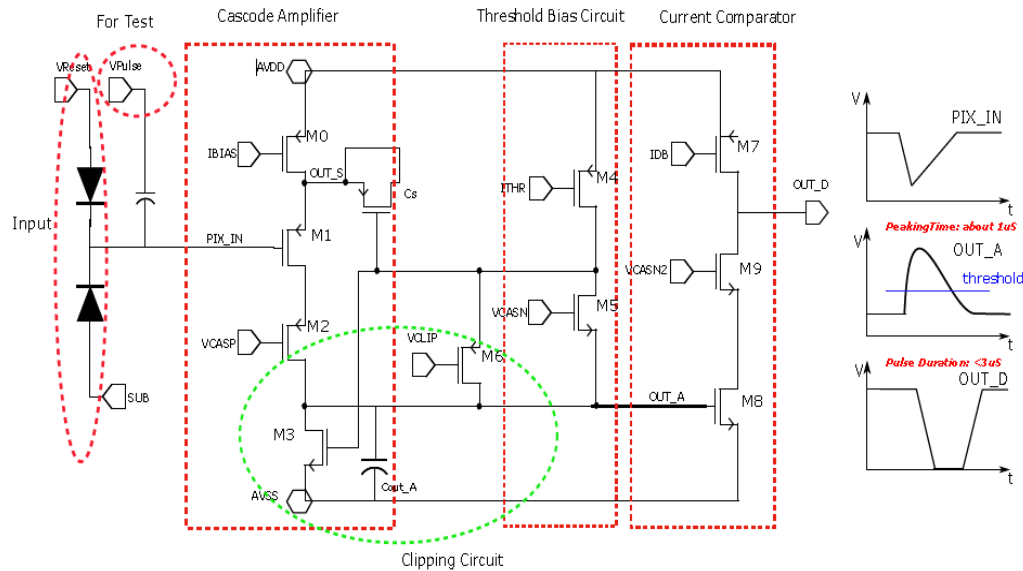 For Test
Cascode Amplifier
Threshold Bias Circuit
Current Comparator
VReset
VPulse
AVDD
M0
IBIAS
OUT_S
Cs
M4
ITHR
M7
IDB
OUT_D
Input
PIX_IN
M1
VCASN2
M9
M2
VCASP
VCLIP
M6
VCASN
M5
SUB
M3
OUT_A
M8
Cout_A
AVSS
Clipping Circuit
V
PIX_IN
t
PeakingTime: about 1uS
V
OUT_A
threshold
t
Pulse Duration: <3uS
V
OUT_D
t